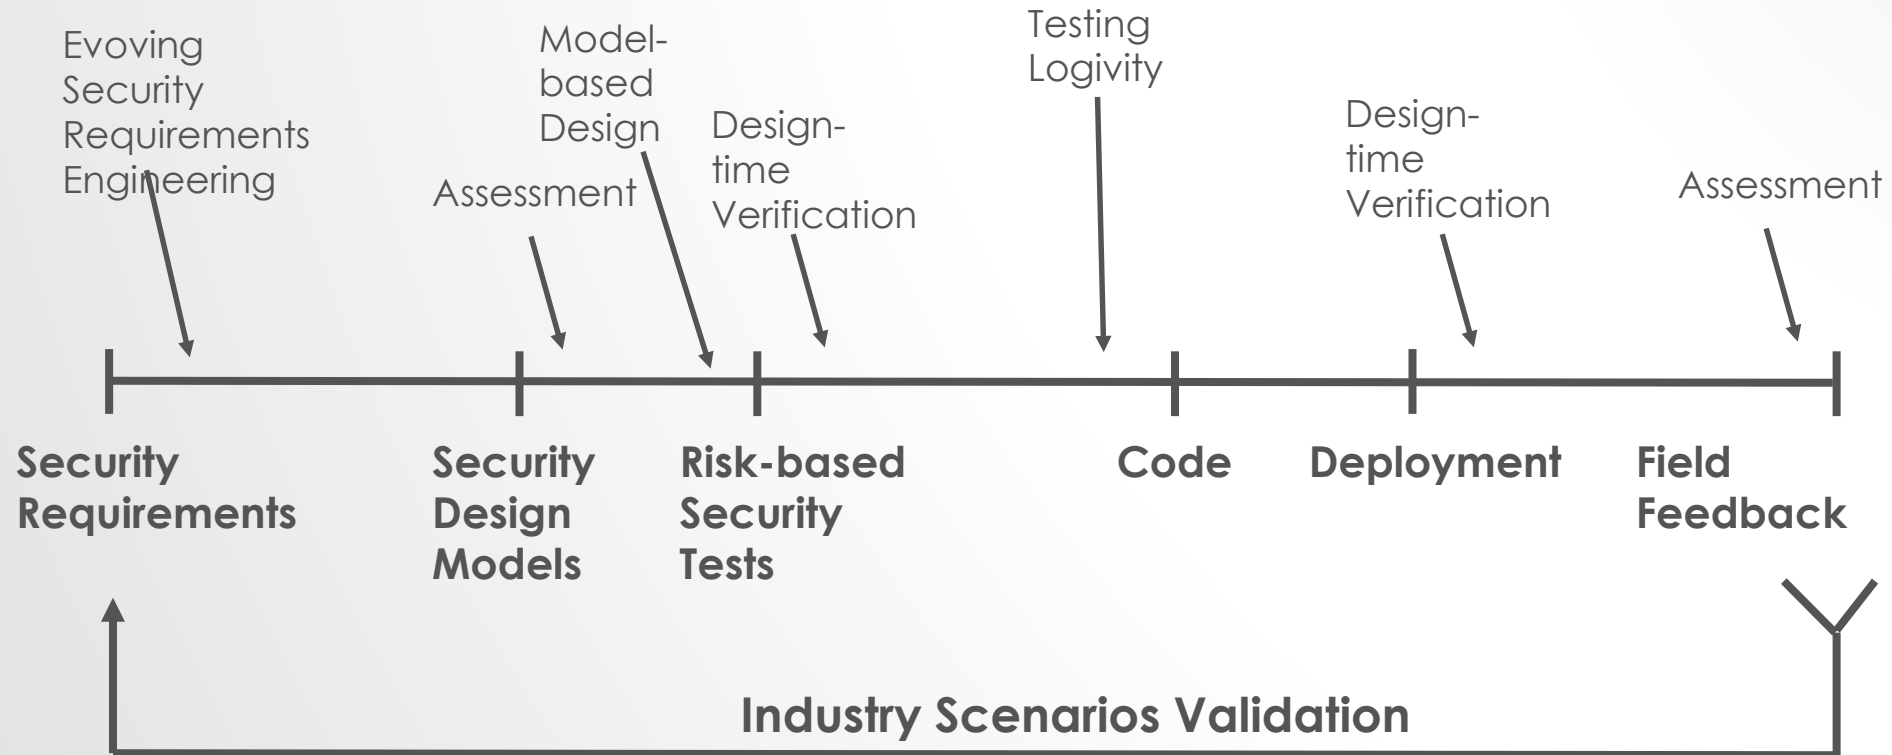 Evoving
Security
Requirements
Engineering
Assessment
Model-
based
Design
Design-
time
Verification
Testing
Logivity
Design-
time
Verification
Assessment
Security
Requirements
Security
Design
Models
Risk-based
Security
Tests
Code
Deployment
Field
Feedback
Industry Scenarios Validation